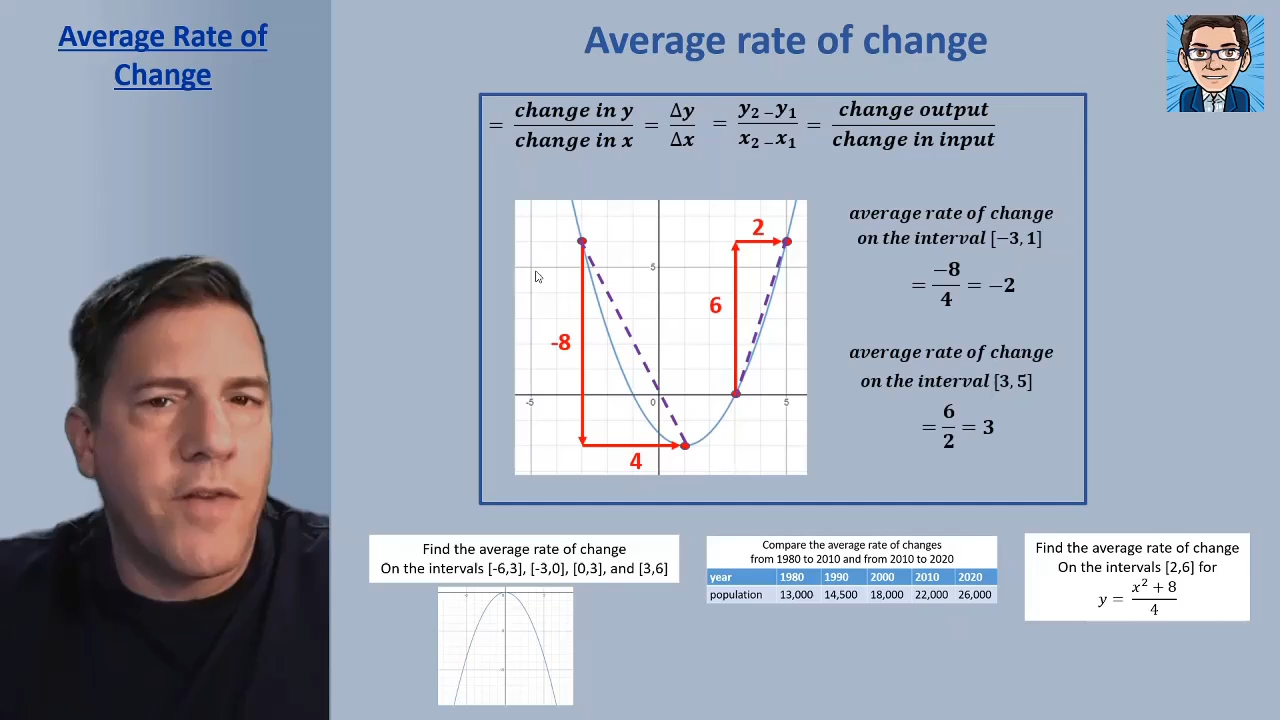 Average Rate of
Change
Average rate of change
= change in y / change in x = Δy / Δx = y₂₋y₁ / x₂₋x₁ = change output / change in input
average rate of change
on the interval [−3, 1]
= −8/4 = −2
average rate of change
on the interval [3, 5]
= 6/2 = 3
2
5
6
-8
-5
0
5
4
Find the average rate of change
On the intervals [-6,3], [-3,0], [0,3], and [3,6]
Compare the average rate of changes
from 1980 to 2010 and from 2010 to 2020
year 1980 1990 2000 2010 2020
population 13,000 14,500 18,000 22,000 26,000
Find the average rate of change
On the intervals [2,6] for
y = x² + 8 / 4